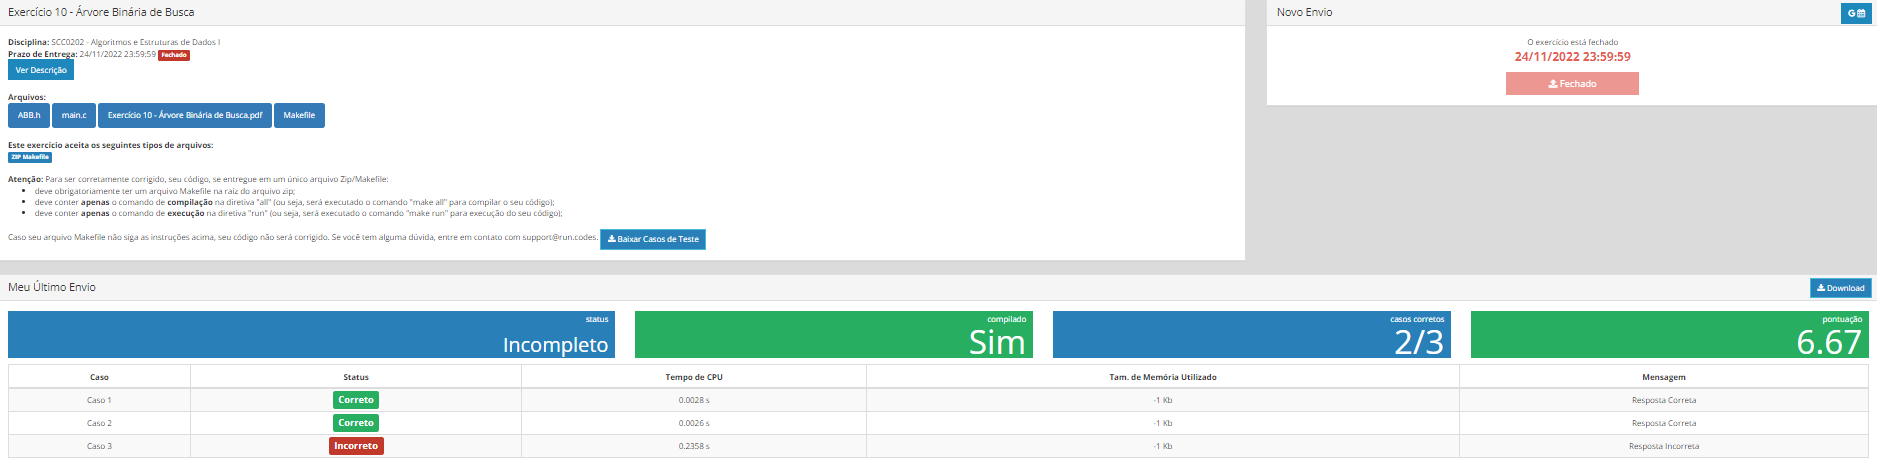 Exercício 10 - Árvore Binária de Busca
Disciplina: SCC0202 - Algoritmos e Estruturas de Dados I
Prazo de Entrega: 24/11/2022 23:59:59 Fechado
Ver Descrição
Arquivos:
ABB.h main.c Exercício 10 - Árvore Binária de Busca.pdf Makefile
Este exercício aceita os seguintes tipos de arquivos:
ZIP Makefile
Atenção: Para ser corretamente corrigido, seu código, se entregue em um único arquivo Zip/Makefile:
deve obrigatoriamente ter um arquivo Makefile na raíz do arquivo zip;
deve conter apenas o comando de compilação na diretiva "all" (ou seja, será executado o comando "make all" para compilar o seu código);
deve conter apenas o comando de execução na diretiva "run" (ou seja, será executado o comando "make run" para execução do seu código);
Caso seu arquivo Makefile não siga as instruções acima, seu código não será corrigido. Se você tem alguma dúvida, entre em contato com support@run.codes. Baixar Casos de Teste
Novo Envio
G
O exercício está fechado
24/11/2022 23:59:59
Fechado
Meu Último Envio
Download
status
Incompleto
compilado
Sim
casos corretos
2/3
pontuação
6.67
Caso Status Tempo de CPU Tam. de Memória Utilizado Mensagem
Caso 1 Correto 0.0028 s -1 Kb Resposta Correta
Caso 2 Correto 0.0026 s -1 Kb Resposta Correta
Caso 3 Incorreto 0.2358 s -1 Kb Resposta Incorreta